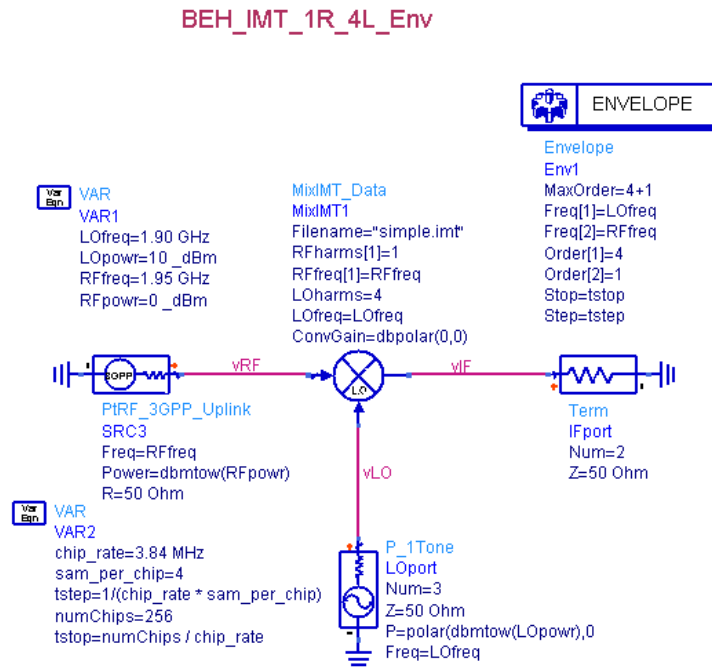 BEH_IMT_1R_4L_Env
ENVELOPE
Envelope
Env1
MaxOrder=4+1
Freq[1]=LOfreq
Freq[2]=RFfreq
Order[1]=4
Order[2]=1
Stop=tstop
Step=tstep
Var
Eqn
VAR
VAR1
LOfreq=1.90 GHz
LOpowr=10 _dBm
RFfreq=1.95 GHz
RFpowr=0 _dBm
MixIMT_Data
MixIMT1
Filename="simple.imt"
RFharms[1]=1
RFfreq[1]=RFfreq
LOharms=4
LOfreq=LOfreq
ConvGain=dbpolar(0,0)
3GPP
vRF
LO
vIF
PtRF_3GPP_Uplink
SRC3
Freq=RFfreq
Power=dbmtow(RFpowr)
R=50 Ohm
Term
IFport
Num=2
Z=50 Ohm
vLO
Var
Eqn
VAR
VAR2
chip_rate=3.84 MHz
sam_per_chip=4
tstep=1/(chip_rate * sam_per_chip)
numChips=256
tstop=numChips / chip_rate
P_1Tone
LOport
Num=3
Z=50 Ohm
P=polar(dbmtow(LOpowr),0
Freq=LOfreq